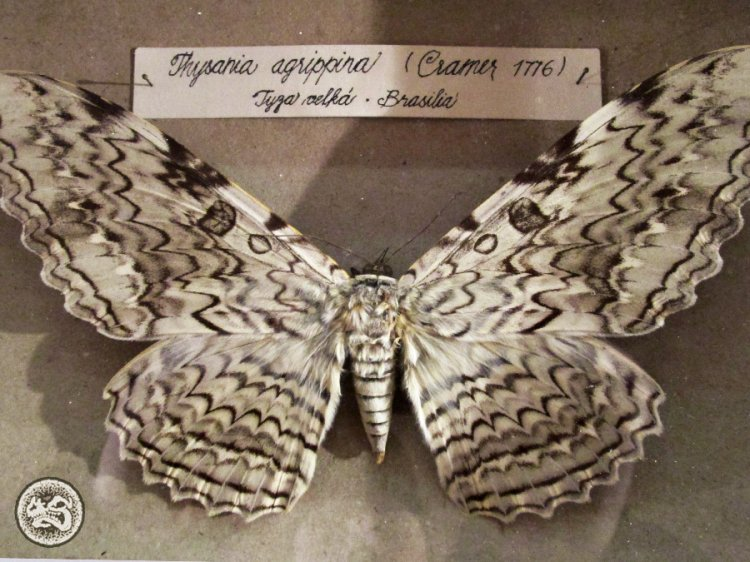 Thysania agrippina (Cramer 1776)
Tyza velká · Brasilia